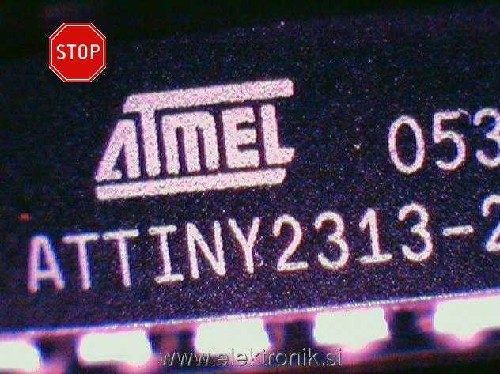 STOP
ATMEL
053
ATTINY2313-2
www.elektronik.si